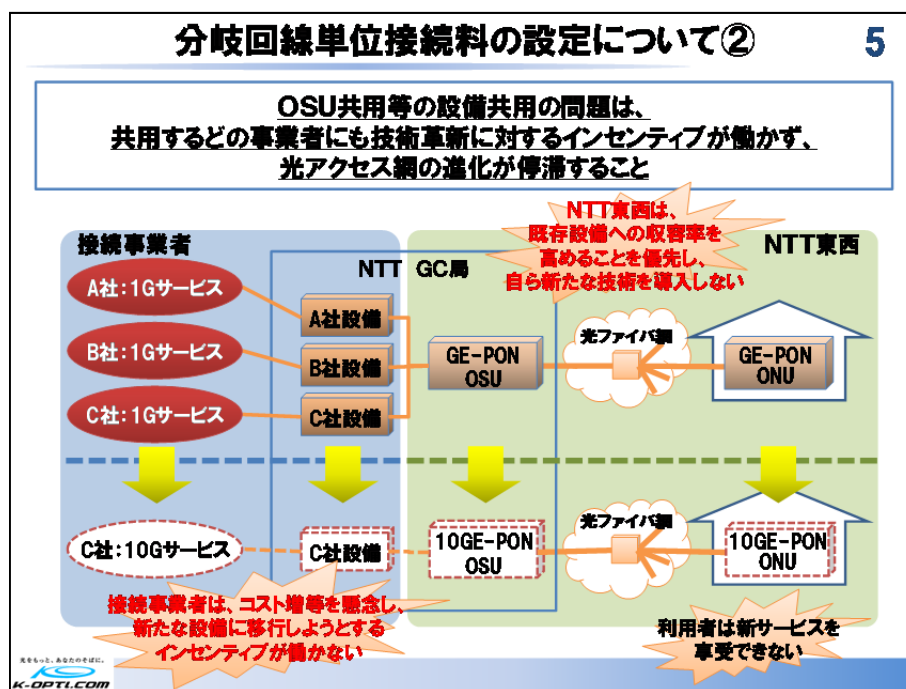 分岐回線単位接続料の設定について②
5
OSU共用等の設備共用の問題は、
共用するどの事業者にも技術革新に対するインセンティブが働かず、
光アクセス網の進化が停滞すること
NTT東西は、
既存設備への収容率を
高めることを優先し、
自ら新たな技術を導入しない
接続事業者
NTT GC局
NTT東西
A社:1Gサービス
B社:1Gサービス
C社:1Gサービス
A社設備
B社設備
C社設備
GE-PON
OSU
光ファイバ網
GE-PON
ONU
C社:10Gサービス
C社設備
10GE-PON
OSU
光ファイバ網
10GE-PON
ONU
接続事業者は、コスト増等を懸念し、
新たな設備に移行しようとする
インセンティブが働かない
利用者は新サービスを
享受できない
光をもっと、あなたのそばに。
K-OPTI.COM